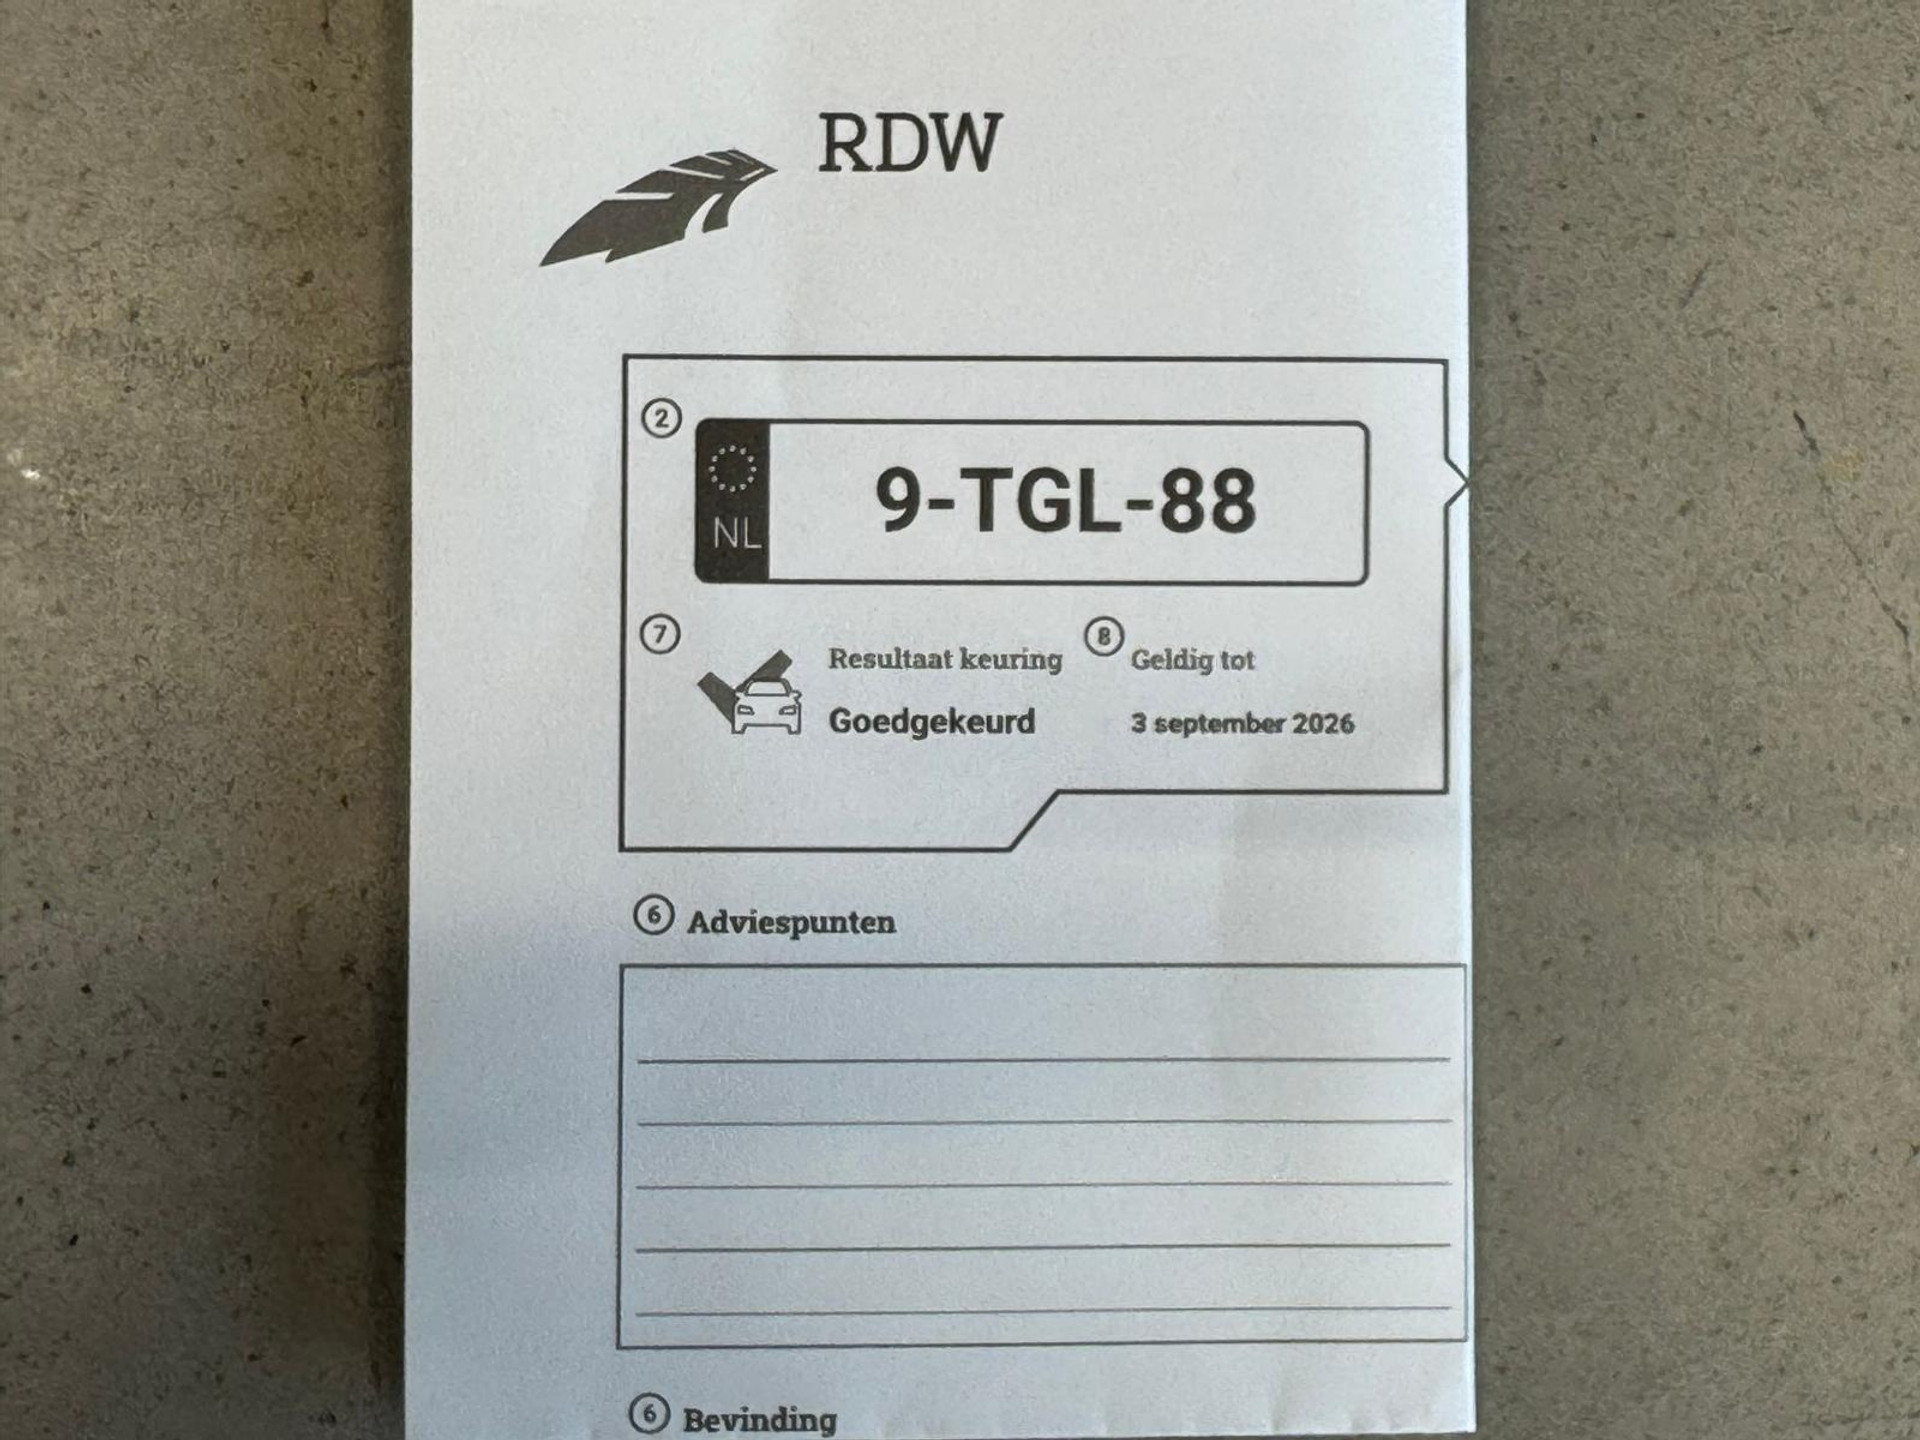 RDW
2
NL
9-TGL-88
7 Resultaat keuring 8 Geldig tot
Goedgekeurd 3 september 2026
6 Adviespunten
6 Bevinding